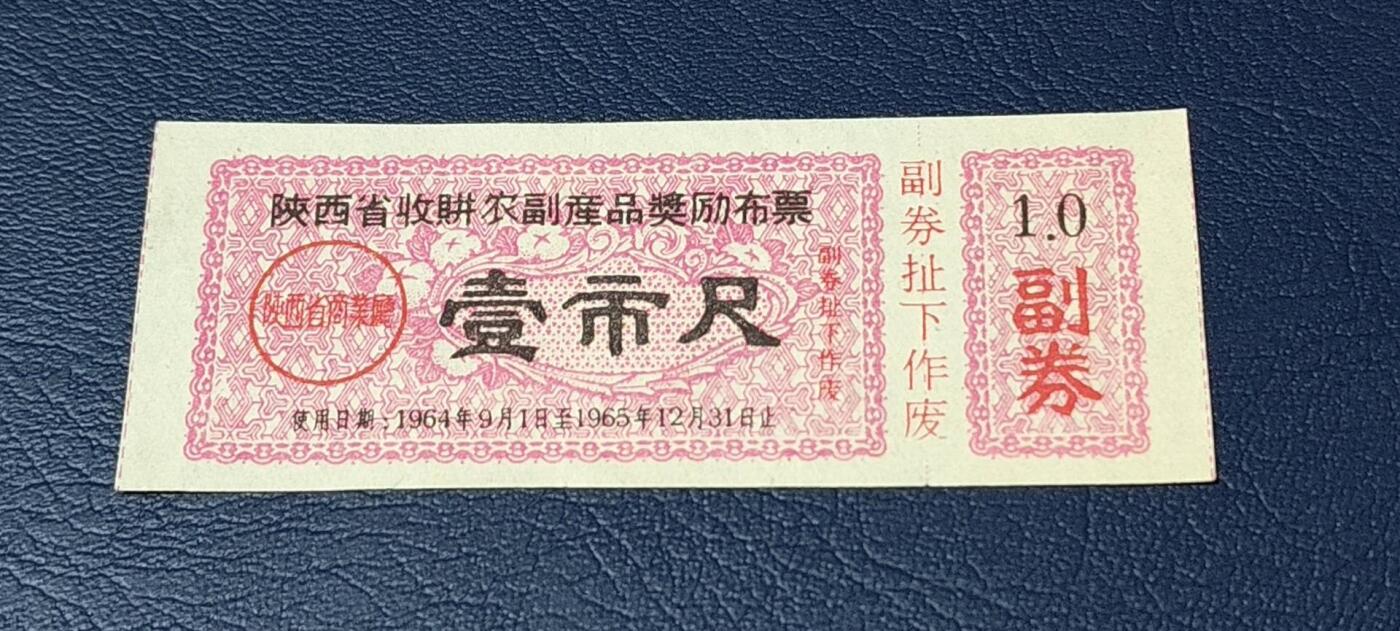 陕西省收購农副産品獎励布票
陕西省商業廳
壹市尺
副券扯下作废
使用日期:1964年9月1日至1965年12月31日止
副券扯下作废
1.0
副券